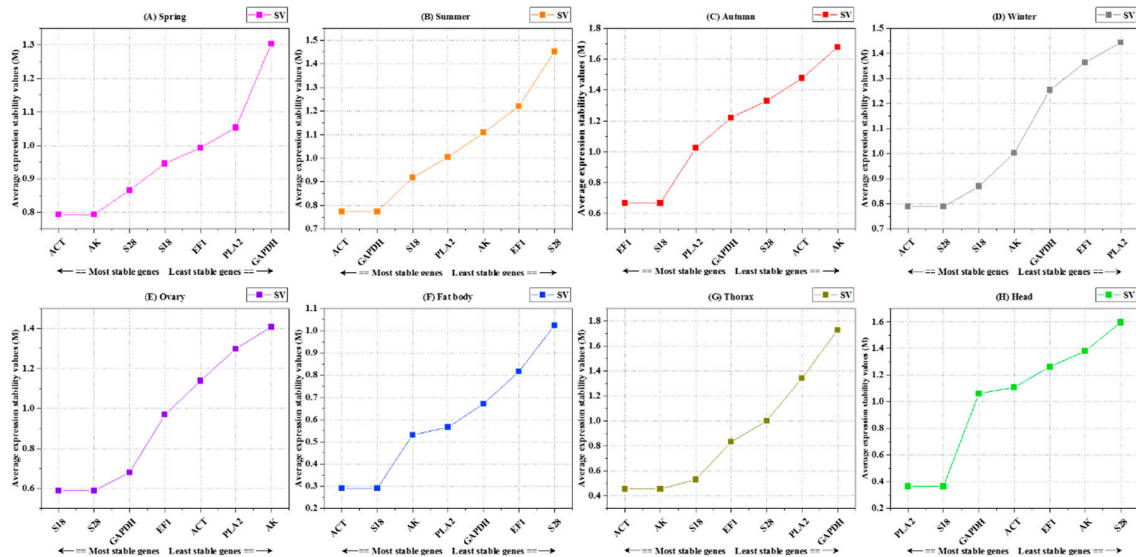 (A) Spring
SV
Average expression stability values (M)
1.3
1.2
1.1
1.0
0.9
0.8
ACT AK S28 S18 EF1 PLA2 GAPDH
←== Most stable genes Least stable genes ==→
(B) Summer
SV
Average expression stability values (M)
1.5
1.4
1.3
1.2
1.1
1.0
0.9
0.8
0.7
ACT GAPDH S18 PLA2 AK EF1 S28
←== Most stable genes Least stable genes ==→
(C) Autumn
SV
Average expression stability values (M)
1.8
1.6
1.4
1.2
1.0
0.8
0.6
EF1 S18 PLA2 GAPDH S28 ACT AK
←== Most stable genes Least stable genes ==→
(D) Winter
SV
Average expression stability values (M)
1.5
1.4
1.3
1.2
1.1
1.0
0.9
0.8
0.7
ACT S28 S18 AK GAPDH EF1 PLA2
←== Most stable genes Least stable genes ==→
(E) Ovary
SV
Average expression stability values (M)
1.4
1.2
1.0
0.8
0.6
S18 S28 GAPDH EF1 ACT PLA2 AK
←== Most stable genes Least stable genes ==→
(F) Fat body
SV
Average expression stability values (M)
1.1
1.0
0.9
0.8
0.7
0.6
0.5
0.4
0.3
0.2
ACT S18 AK PLA2 GAPDH EF1 S28
←== Most stable genes Least stable genes ==→
(G) Thorax
SV
Average expression stability values (M)
1.8
1.6
1.4
1.2
1.0
0.8
0.6
0.4
ACT AK S18 EF1 S28 PLA2 GAPDH
←== Most stable genes Least stable genes ==→
(H) Head
SV
Average expression stability values (M)
1.6
1.4
1.2
1.0
0.8
0.6
0.4
0.2
PLA2 S18 GAPDH ACT EF1 AK S28
←== Most stable genes Least stable genes ==→